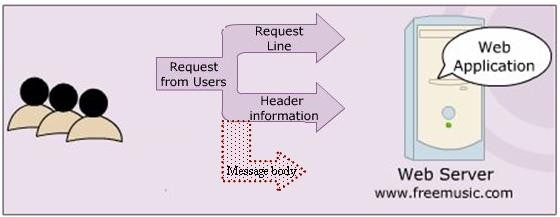 Request
Line
Request
from Users
Header
information
Message body
Web
Application
Web Server
www.freemusic.com